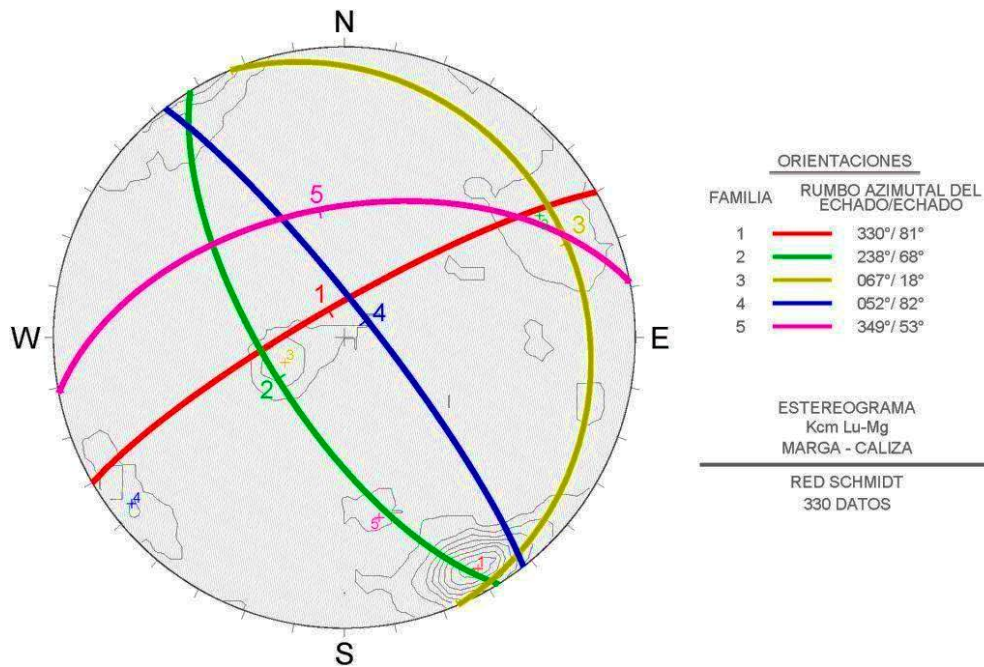 N
5
3
2
1
4
W
E
3
2
4
5
1
S
ORIENTACIONES
FAMILIA RUMBO AZIMUTAL DEL ECHADO/ECHADO
1 330°/ 81°
2 238°/ 68°
3 067°/ 18°
4 052°/ 82°
5 349°/ 53°
ESTEREOGRAMA
Kcm Lu-Mg
MARGA - CALIZA
RED SCHMIDT
330 DATOS